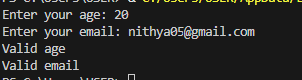 Enter your age: 20
Enter your email: nithya05@gmail.com
Valid age
Valid email